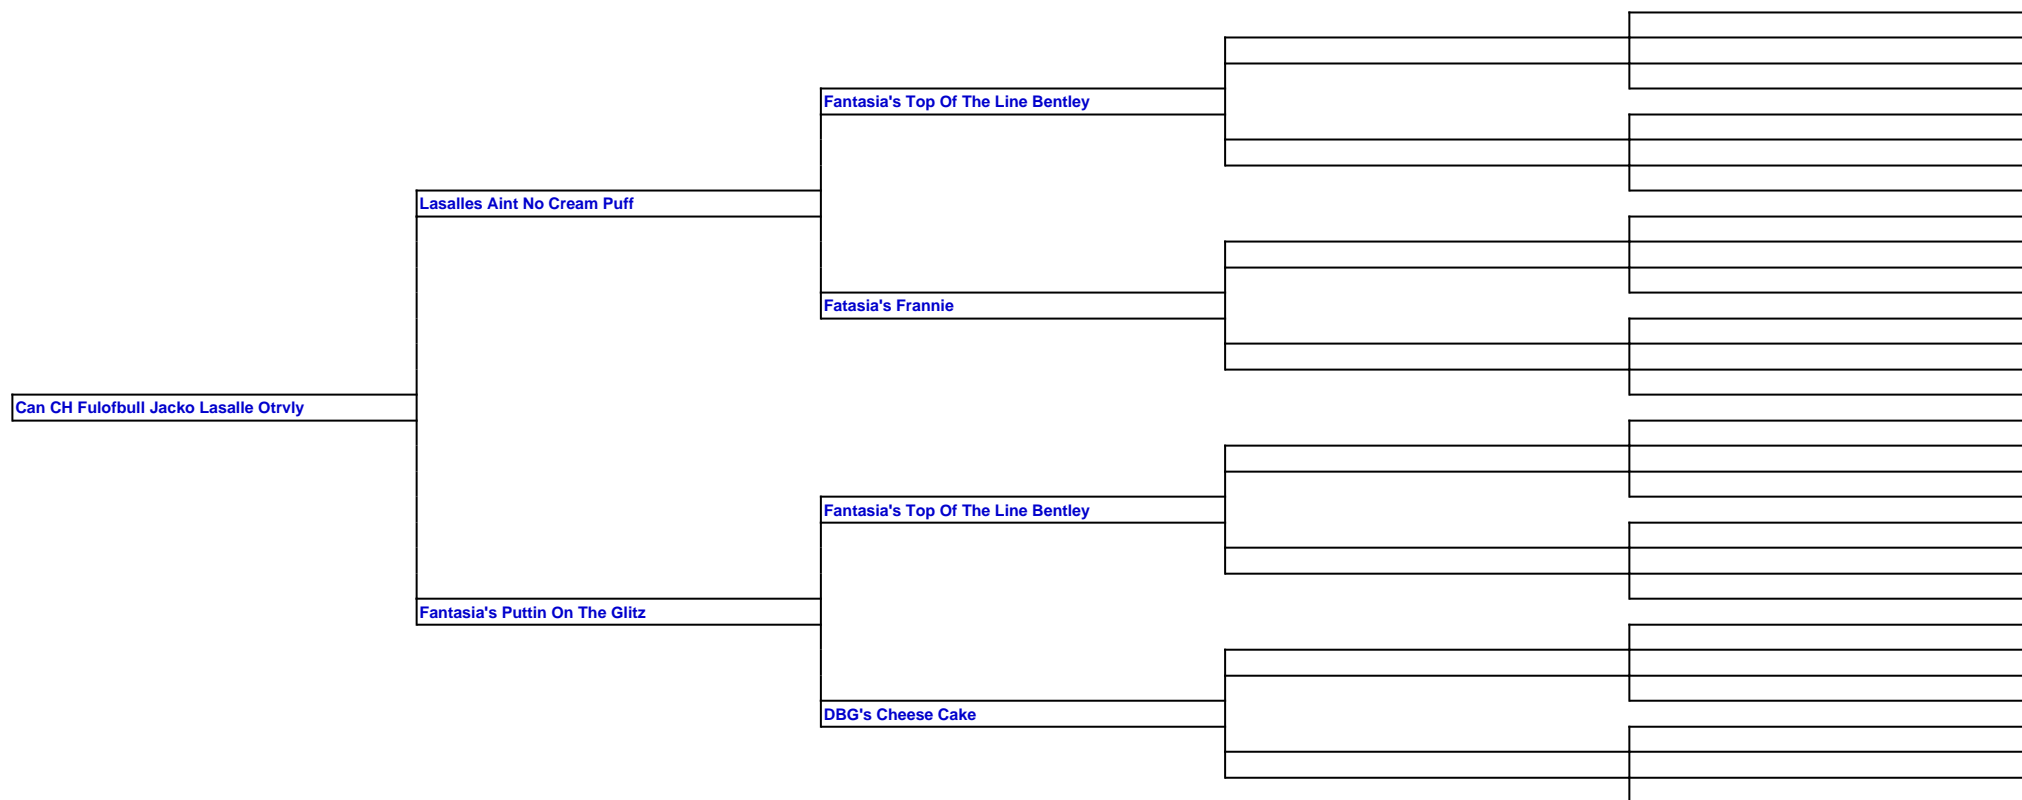 Fantasia's Top Of The Line Bentley
Lasalles Aint No Cream Puff
Fatasia's Frannie
Can CH Fulofbull Jacko Lasalle Otrvly
Fantasia's Top Of The Line Bentley
Fantasia's Puttin On The Glitz
DBG's Cheese Cake